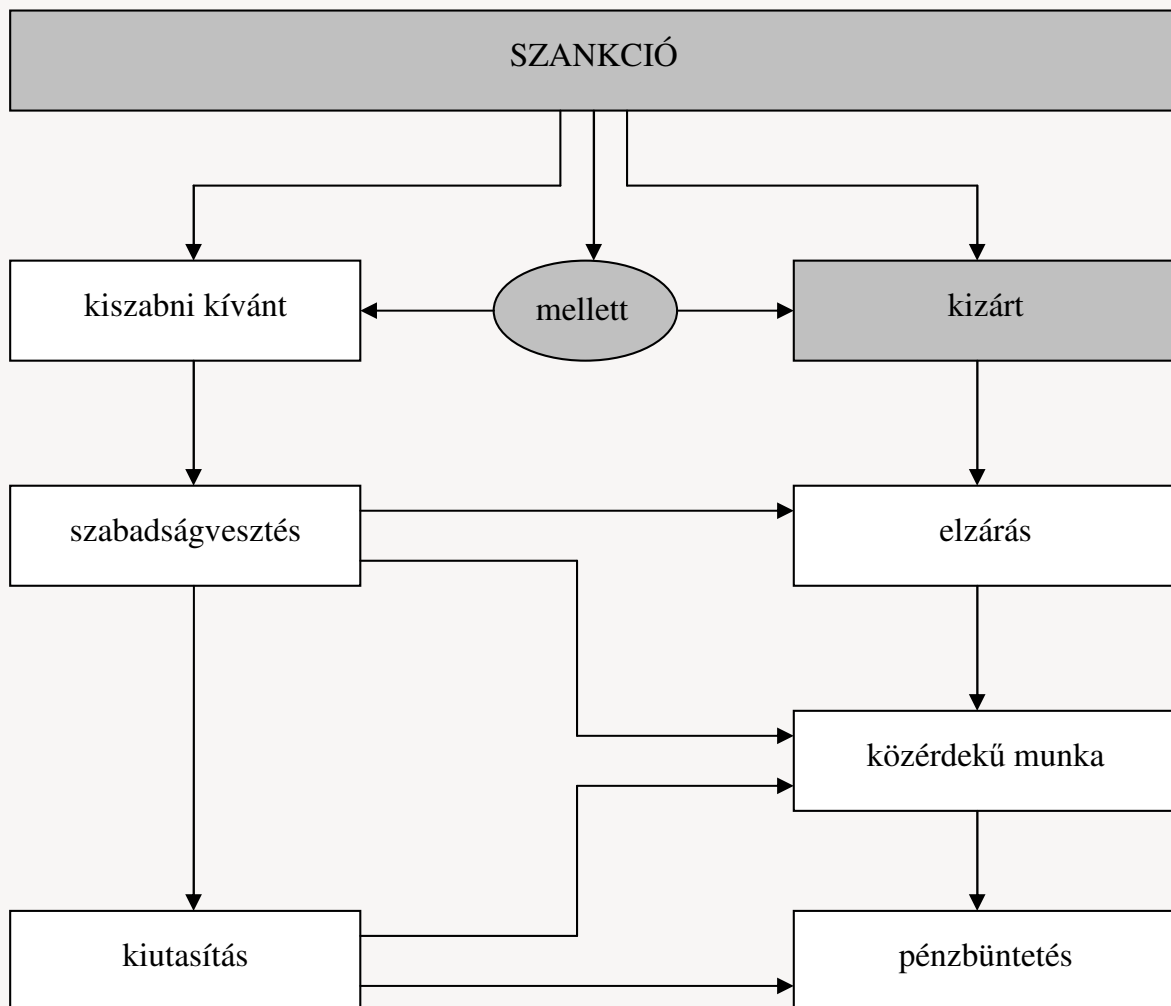 SZANKCIÓ
kiszabni kívánt
mellett
kizárt
szabadságvesztés
elzárás
közérdekű munka
kiutasítás
pénzbüntetés